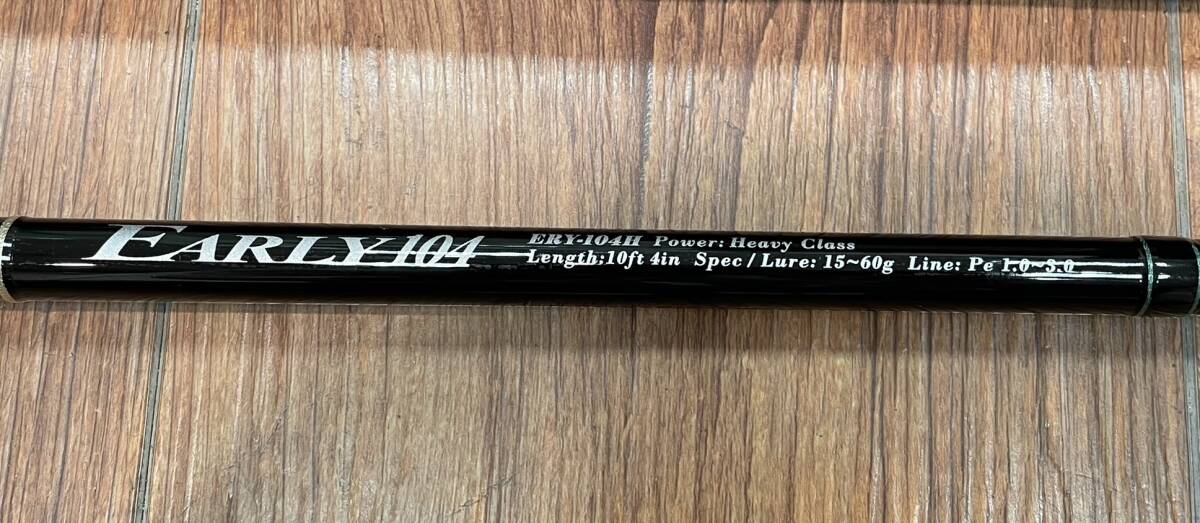 EARLY 104
ERY-104H Power: Heavy Class
Length:10ft 4in Spec/Lure: 15~60g Line: Pe 1.0~3.0